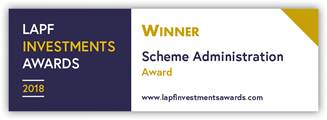 LAPF
INVESTMENTS
AWARDS
2018
WINNER
Scheme Administration
Award
www.lapfinvestmentsawards.com